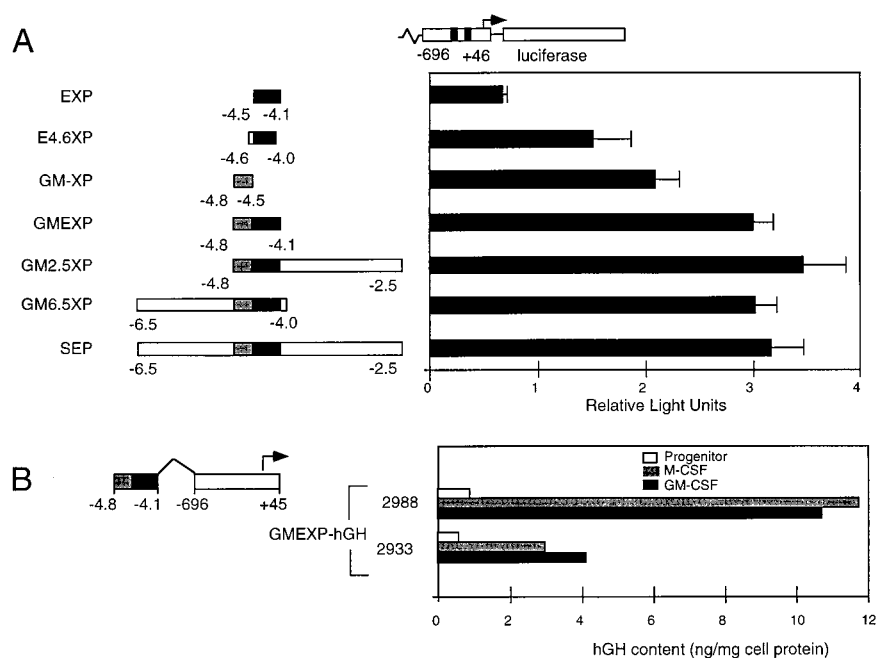 A
-696
+46
luciferase
EXP
-4.5
-4.1
E4.6XP
-4.6
-4.0
GM-XP
-4.8
-4.5
GMEXP
-4.8
-4.1
GM2.5XP
-4.8
-2.5
GM6.5XP
-6.5
-4.0
SEP
-6.5
-2.5
0 1 2 3 4
Relative Light Units
B
-4.8
-4.1
-696
+45
GMEXP-hGH
2988
2933
Progenitor
M-CSF
GM-CSF
0 2 4 6 8 10 12
hGH content (ng/mg cell protein)